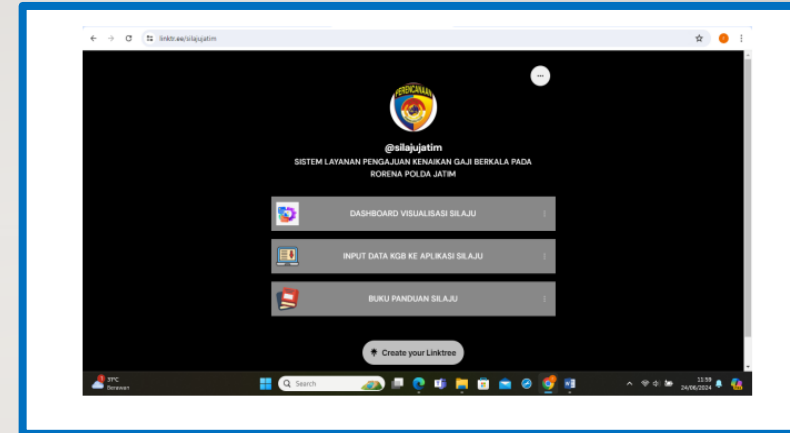 linktr.ee/silajujatim
PERENCANAAN
@silajujatim
SISTEM LAYANAN PENGAJUAN KENAIKAN GAJI BERKALA PADA
RORENA POLDA JATIM
DASHBOARD VISUALISASI SILAJU
INPUT DATA KGB KE APLIKASI SILAJU
BUKU PANDUAN SILAJU
Create your Linktree
31°C
Berawan
Search
11:59
24/06/2024